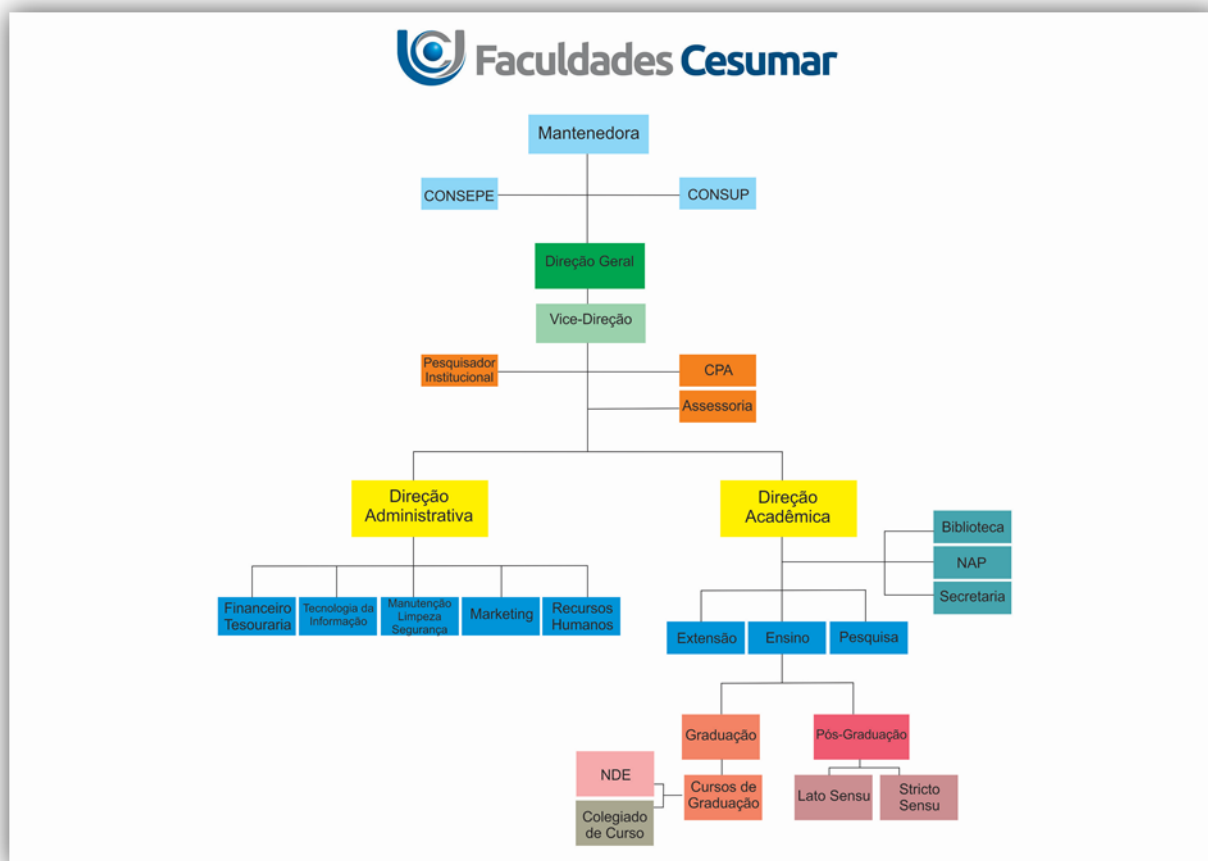 Faculdades Cesumar
Mantenedora
CONSEPE
CONSUP
Direção Geral
Vice-Direção
Pesquisador
Institucional
CPA
Assessoria
Direção
Administrativa
Direção
Acadêmica
Biblioteca
NAP
Secretaria
Financeiro
Tesouraria
Tecnologia da
Informação
Manutenção
Limpeza
Segurança
Marketing
Recursos
Humanos
Extensão
Ensino
Pesquisa
Graduação
Pós-Graduação
NDE
Colegiado
de Curso
Cursos de
Graduação
Lato Sensu
Stricto
Sensu